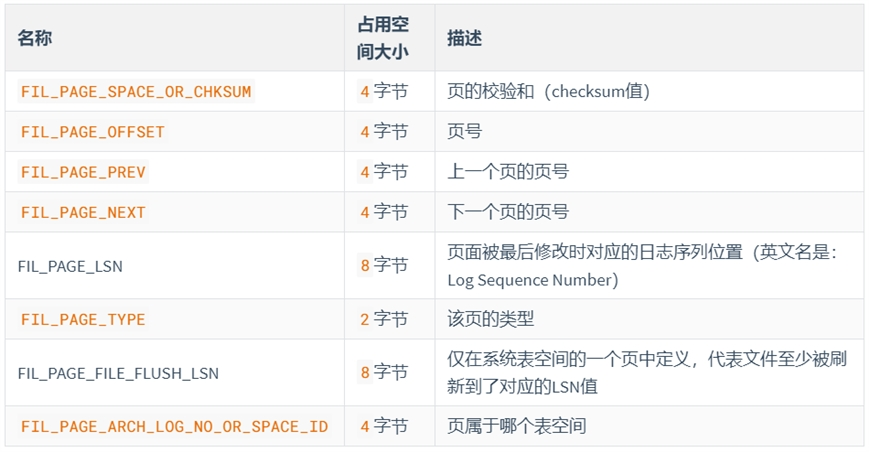 名称 占用空间大小 描述
FIL_PAGE_SPACE_OR_CHKSUM 4字节 页的校验和（checksum值）
FIL_PAGE_OFFSET 4字节 页号
FIL_PAGE_PREV 4字节 上一个页的页号
FIL_PAGE_NEXT 4字节 下一个页的页号
FIL_PAGE_LSN 8字节 页面被最后修改时对应的日志序列位置（英文名是：
Log Sequence Number）
FIL_PAGE_TYPE 2字节 该页的类型
FIL_PAGE_FILE_FLUSH_LSN 8字节 仅在系统表空间的一个页中定义，代表文件至少被刷
新到了对应的LSN值
FIL_PAGE_ARCH_LOG_NO_OR_SPACE_ID 4字节 页属于哪个表空间